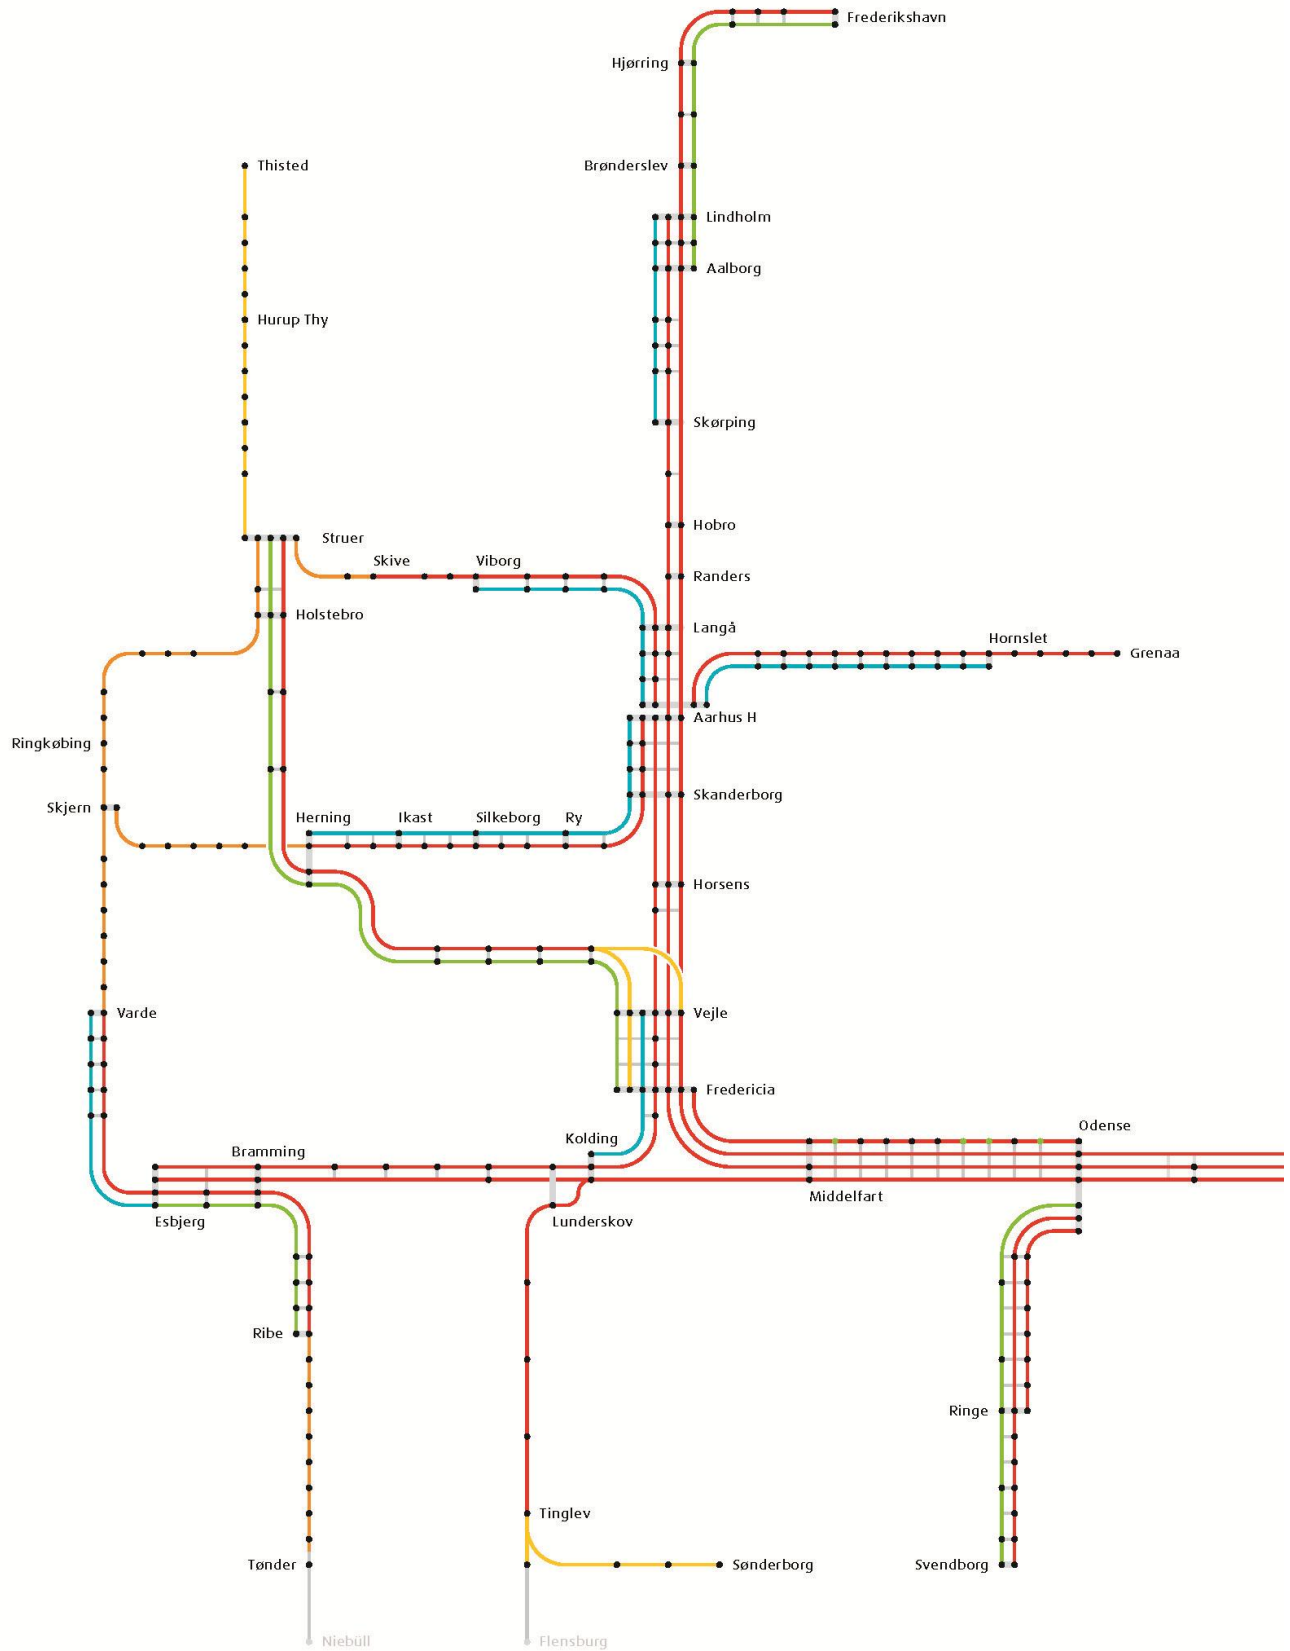 Frederikshavn
Hjørring
Brønderslev
Thisted
Lindholm
Aalborg
Hurup Thy
Skørping
Hobro
Struer
Skive
Viborg
Randers
Holstebro
Langå
Hornslet
Grenaa
Aarhus H
Ringkøbing
Skanderborg
Skjern
Herning
Ikast
Silkeborg
Ry
Horsens
Varde
Vejle
Fredericia
Odense
Kolding
Bramming
Middelfart
Esbjerg
Lunderskov
Ribe
Ringe
Tinglev
Tønder
Sønderborg
Svendborg
Niebüll
Flensburg